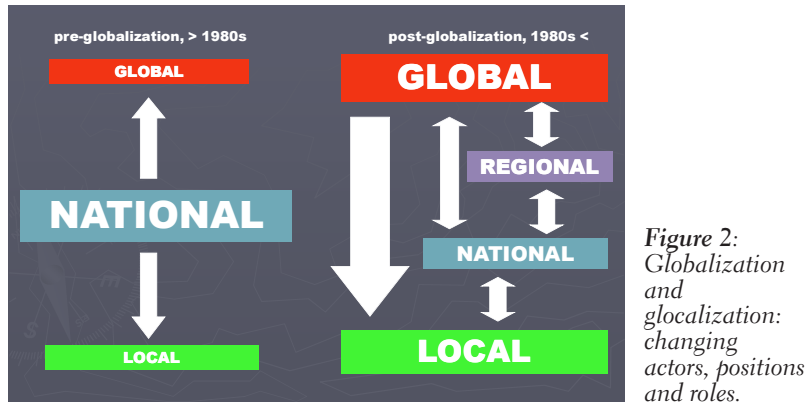 pre-globalization, > 1980s
GLOBAL
NATIONAL
LOCAL
post-globalization, 1980s <
GLOBAL
REGIONAL
NATIONAL
LOCAL
Figure 2:
Globalization
and
glocalization:
changing
actors, positions
and roles.